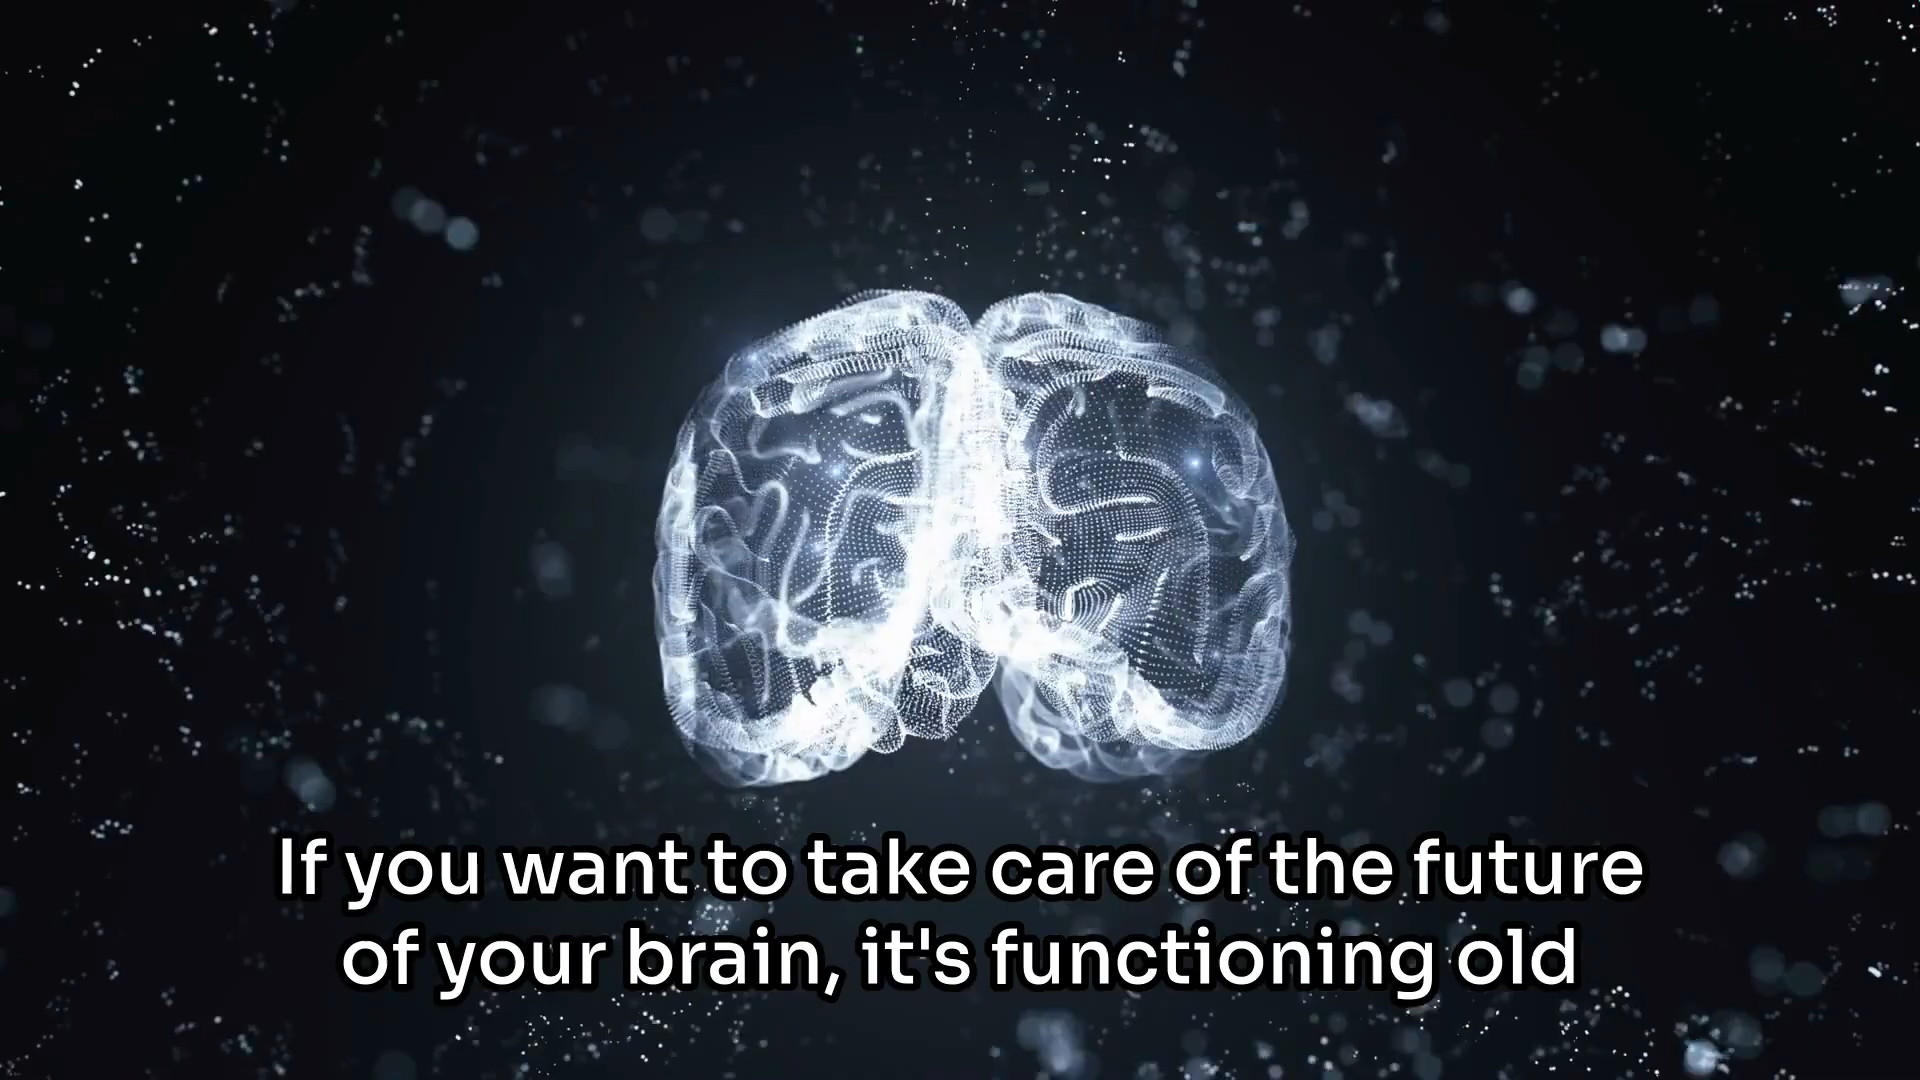 If you want to take care of the future
of your brain, it's functioning old